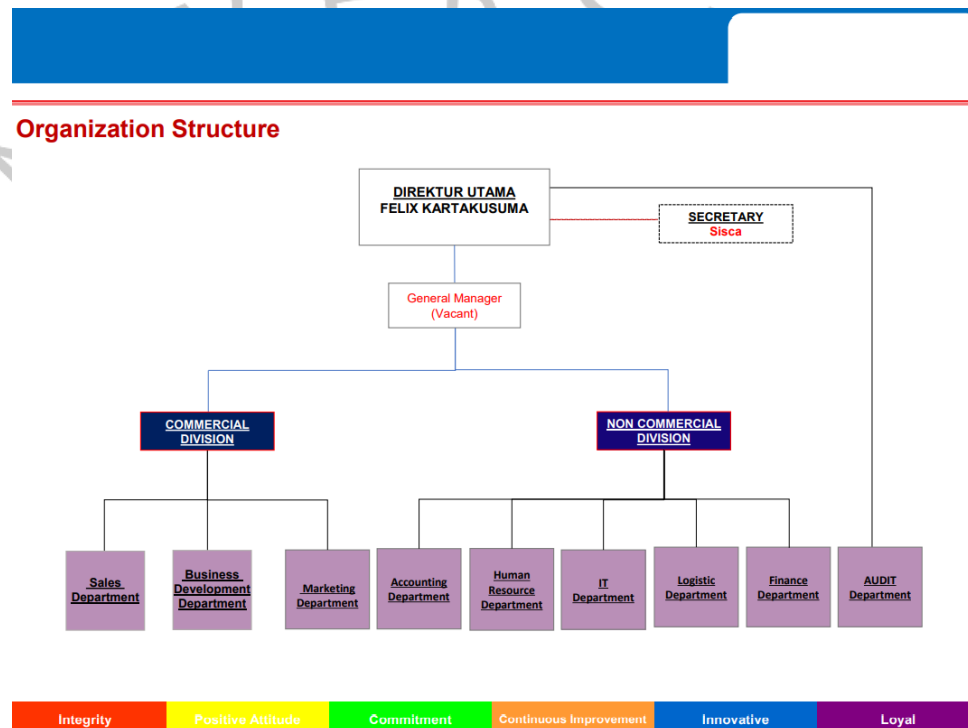 Organization Structure
DIREKTUR UTAMA
FELIX KARTAKUSUMA
SECRETARY
Sisca
General Manager
(Vacant)
COMMERCIAL
DIVISION
NON COMMERCIAL
DIVISION
Sales
Department
Business
Development
Department
Marketing
Department
Accounting
Department
Human
Resource
Department
IT
Department
Logistic
Department
Finance
Department
AUDIT
Department
Integrity
Positive Attitude
Commitment
Continuous Improvement
Innovative
Loyal